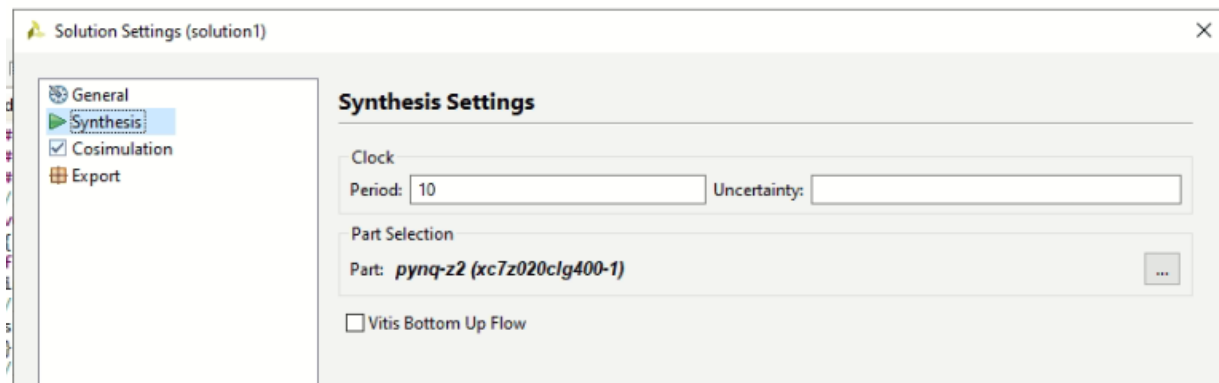 Solution Settings (solution1)
General
Synthesis
Cosimulation
Export
Synthesis Settings
Clock
Period: 10 Uncertainty:
Part Selection
Part: pynq-z2 (xc7z020clg400-1)
...
Vitis Bottom Up Flow